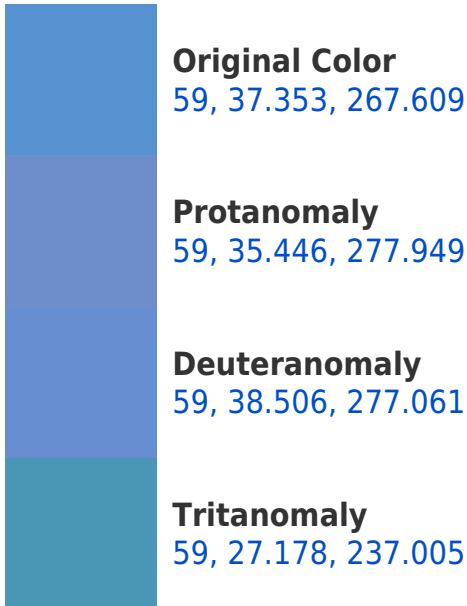 Original Color
59, 37.353, 267.609
Protanomaly
59, 35.446, 277.949
Deuteranomaly
59, 38.506, 277.061
Tritanomaly
59, 27.178, 237.005